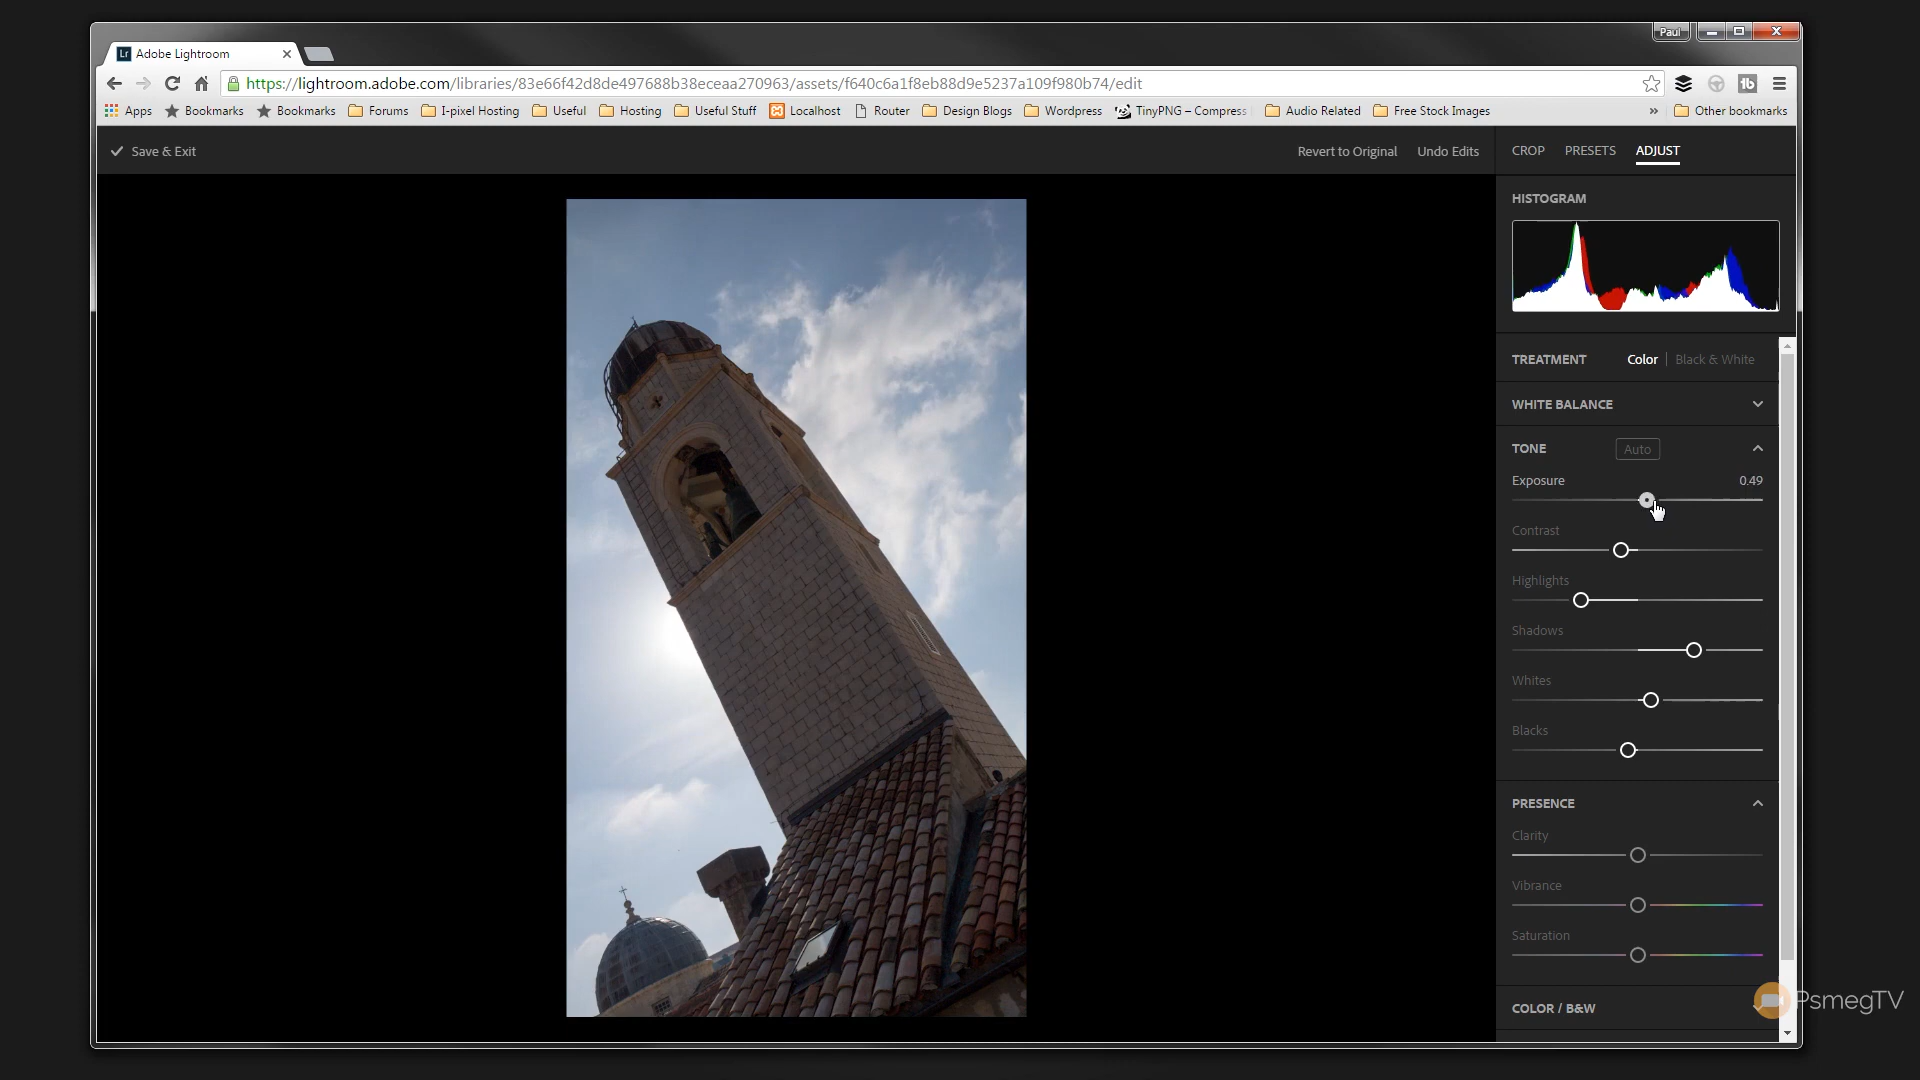 Paul
Lr Adobe Lightroom
https://lightroom.adobe.com/libraries/83e66f42d8de497688b38eceaa270963/assets/f640c6a1f8eb88d9e5237a109f980b74/edit
Apps Bookmarks Bookmarks Forums I-pixel Hosting Useful Hosting Useful Stuff Localhost Router Design Blogs Wordpress TinyPNG – Compress Audio Related Free Stock Images » Other bookmarks
Save & Exit Revert to Original Undo Edits CROP PRESETS ADJUST
HISTOGRAM
TREATMENT Color | Black & White
WHITE BALANCE
TONE Auto
Exposure 0.49
Contrast
Highlights
Shadows
Whites
Blacks
PRESENCE
Clarity
Vibrance
Saturation
COLOR / B&W
PsmegTV